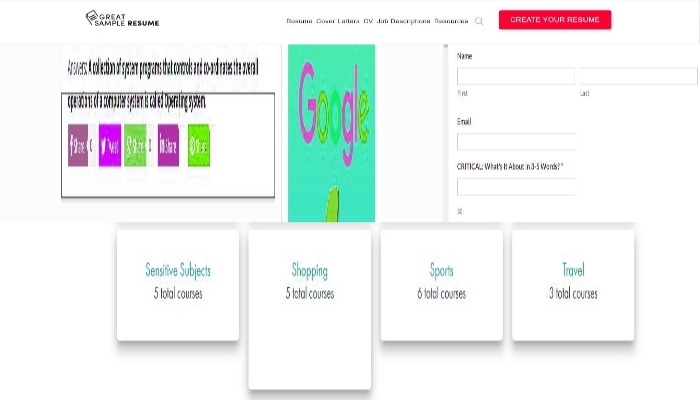 GREAT
SAMPLE RESUME
Resume Cover Letters CV Job Descriptions Resources
CREATE YOUR RESUME
Answers: A collection of system programs that controls and co-ordinates the overall
operations of a computer system is called Operating system.
Share 0 Tweet Share 0 Share Share
Google
Name
First Last
Email
CRITICAL: What's It About in 3-5 Words? *
Sensitive Subjects
5 total courses
Shopping
5 total courses
Sports
6 total courses
Travel
3 total courses